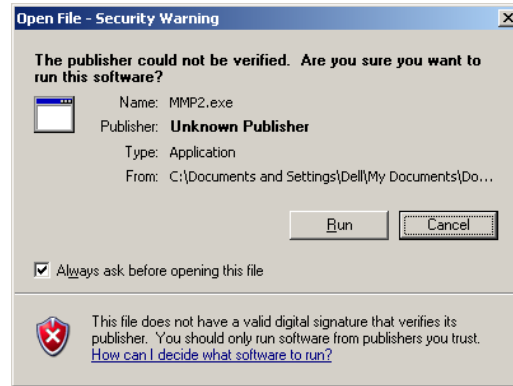 Open File - Security Warning
The publisher could not be verified. Are you sure you want to
run this software?
Name: MMP2.exe
Publisher: Unknown Publisher
Type: Application
From: C:\Documents and Settings\Dell\My Documents\Do...
Run Cancel
Always ask before opening this file
This file does not have a valid digital signature that verifies its
publisher. You should only run software from publishers you trust.
How can I decide what software to run?